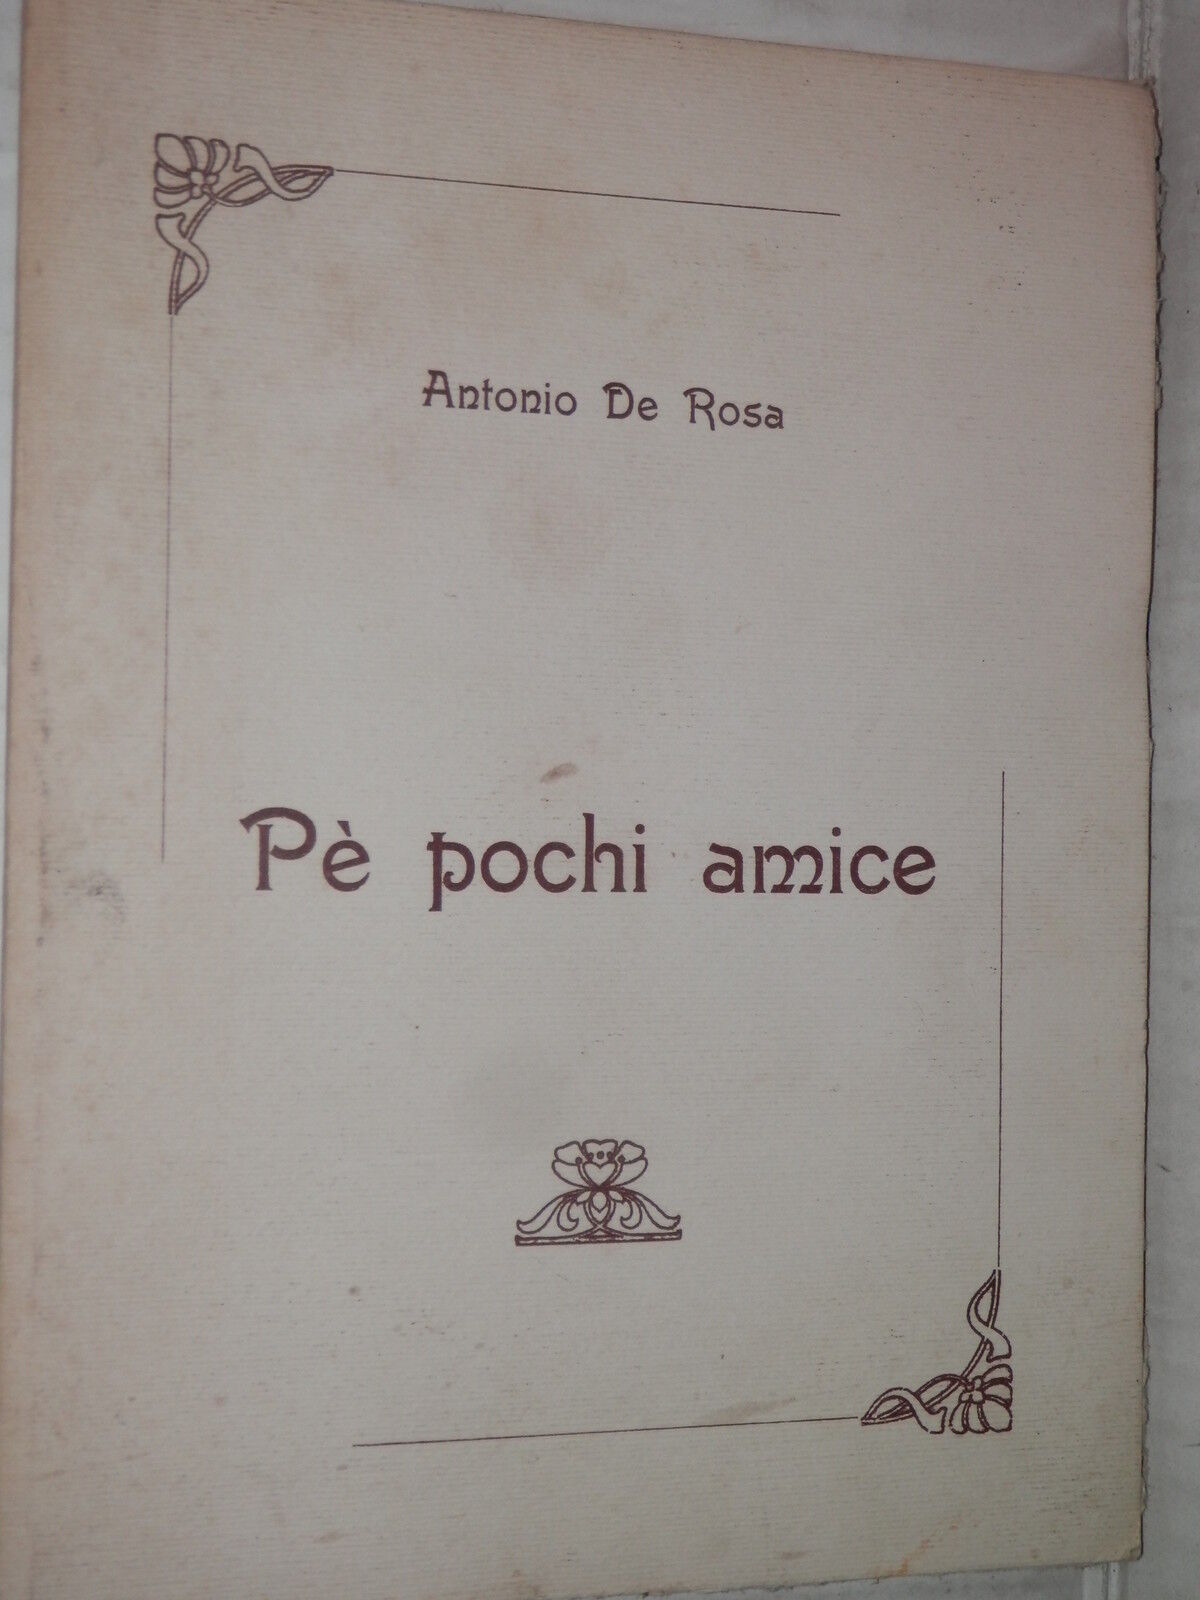 Antonio De Rosa
Pè pochi amice